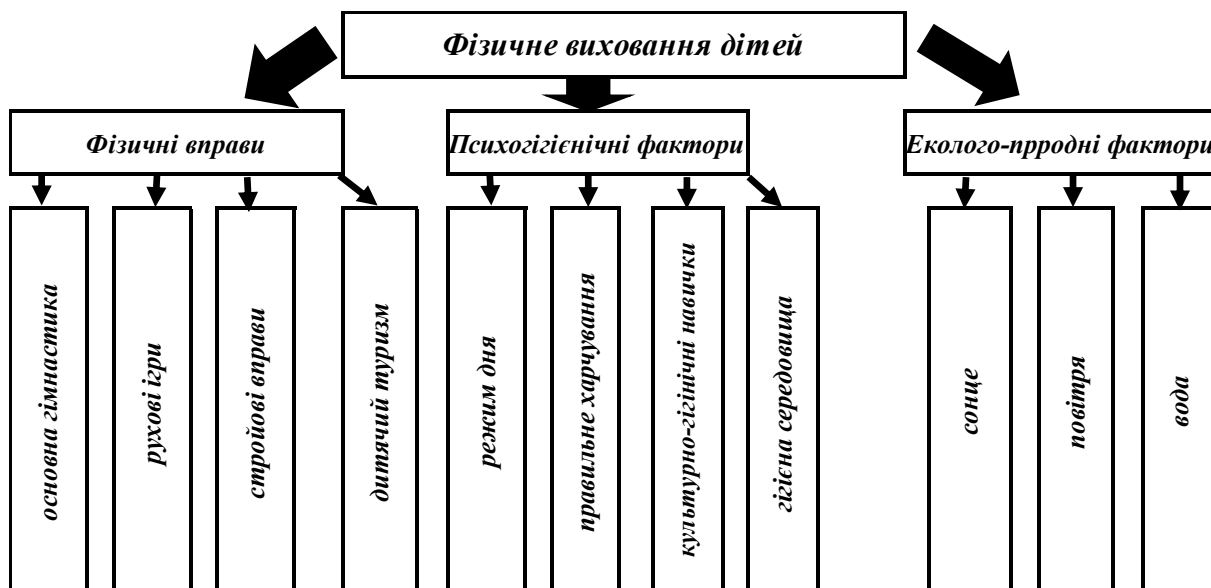 Фізичне виховання дітей
Фізичні вправи
Психогігієнічні фактори
Еколого-prродні фактори
основна гімнастика
рухові ігри
стройові вправи
дитячий туризм
режим дня
правильне харчування
культурно-гігінічні навички
гігієна середовища
сонце
повітря
вода